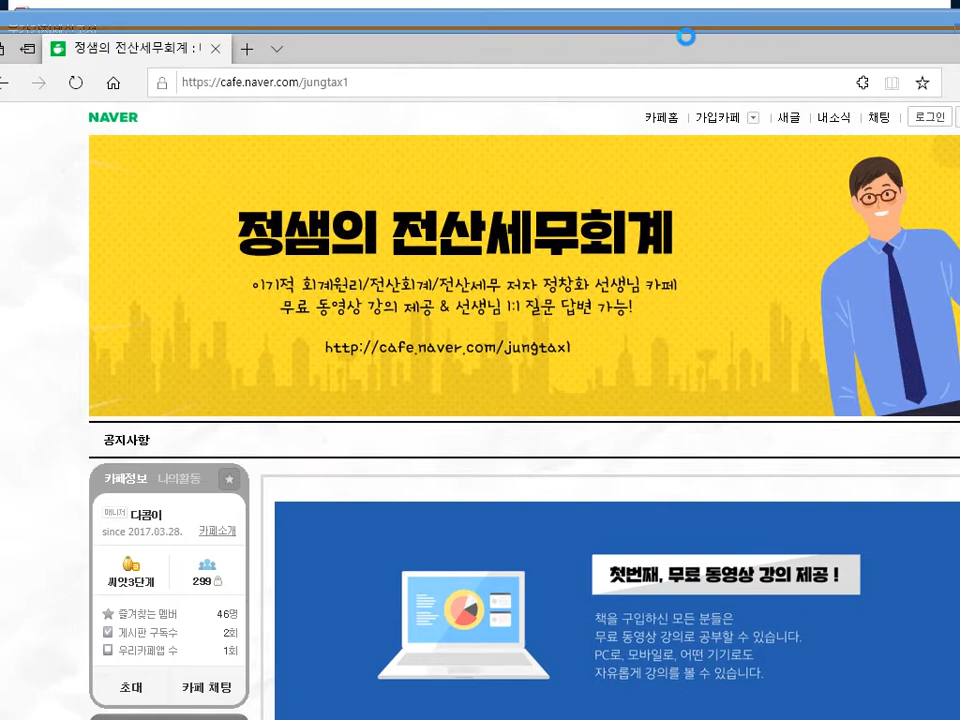 정샘의 전산세무회계 : 
https://cafe.naver.com/jungtax1
NAVER
카페홈 | 가입카페 | 새글 | 내소식 | 채팅 | 로그인
정샘의 전산세무회계
이기적 회계원리/전산회계/전산세무 저자 정창화 선생님 카페
무료 동영상 강의 제공 & 선생님 1:1 질문 답변 가능!
http://cafe.naver.com/jungtax1
공지사항
카페정보 나의활동
매니저 디콤이
since 2017.03.28. 카페소개
씨앗3단계 299
즐겨찾는 멤버 46명
게시판 구독수 2회
우리카페앱 수 1회
초대 카페 채팅
첫번째, 무료 동영상 강의 제공 !
책을 구입하신 모든 분들은
무료 동영상 강의로 공부할 수 있습니다.
PC로, 모바일로, 어떤 기기로도
자유롭게 강의를 볼 수 있습니다.